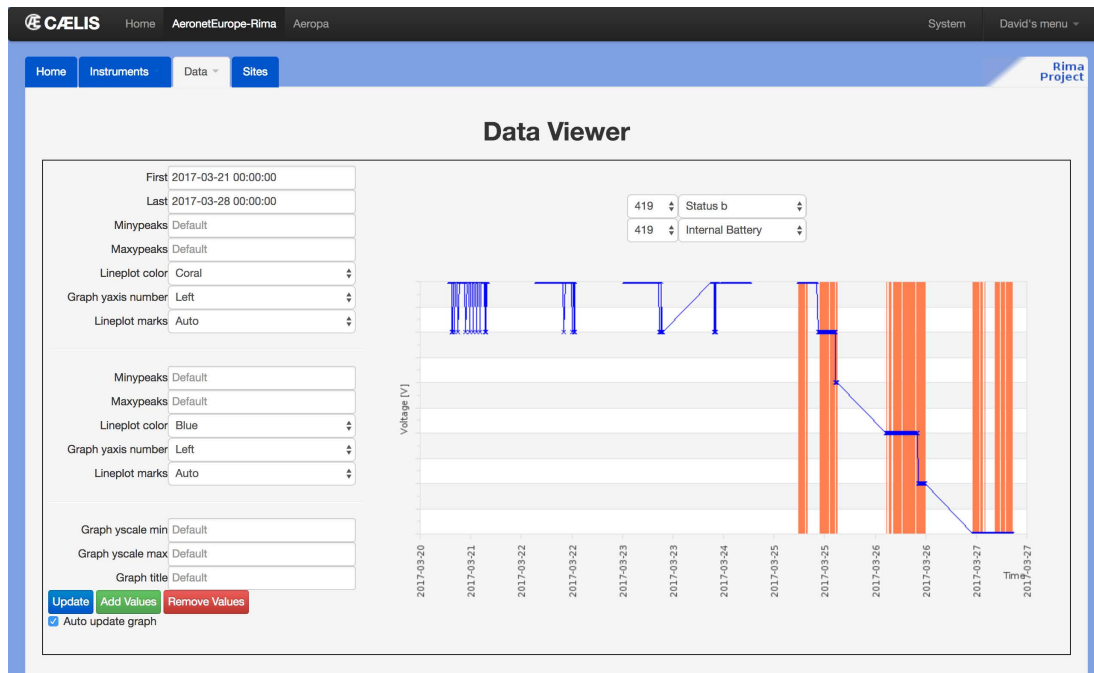 CÆLIS Home AeronetEurope-Rima Aeropa System David's menu
Home Instruments Data Sites
Rima
Project
Data Viewer
First 2017-03-21 00:00:00
Last 2017-03-28 00:00:00
Minypeaks Default
Maxypeaks Default
Lineplot color Coral
Graph yaxis number Left
Lineplot marks Auto
Minypeaks Default
Maxypeaks Default
Lineplot color Blue
Graph yaxis number Left
Lineplot marks Auto
Graph yscale min Default
Graph yscale max Default
Graph title Default
Update Add Values Remove Values
Auto update graph
419 Status b
419 Internal Battery
Voltage [V]
2017-03-20
2017-03-21
2017-03-22
2017-03-22
2017-03-23
2017-03-23
2017-03-24
2017-03-25
2017-03-25
2017-03-26
2017-03-26
2017-03-27
2017-03-27
Time